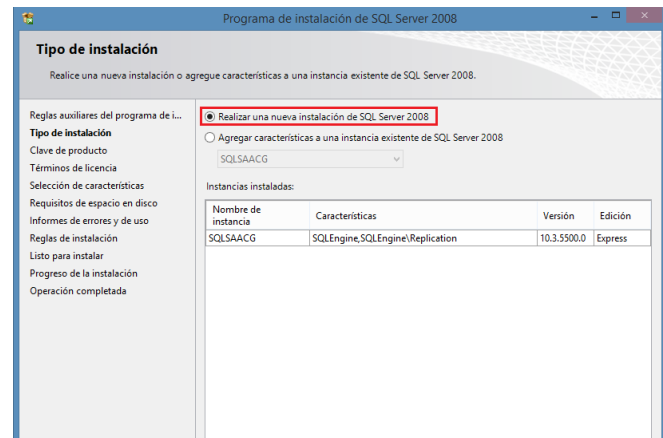 Programa de instalación de SQL Server 2008
Tipo de instalación
Realice una nueva instalación o agregue características a una instancia existente de SQL Server 2008.
Reglas auxiliares del programa de i...
Tipo de instalación
Clave de producto
Términos de licencia
Selección de características
Requisitos de espacio en disco
Informes de errores y de uso
Reglas de instalación
Listo para instalar
Progreso de la instalación
Operación completada
Realizar una nueva instalación de SQL Server 2008
Agregar características a una instancia existente de SQL Server 2008
SQLSAACG
Instancias instaladas:
Nombre de instancia Características Versión Edición
SQLSAACG SQLEngine,SQLEngine\Replication 10.3.5500.0 Express